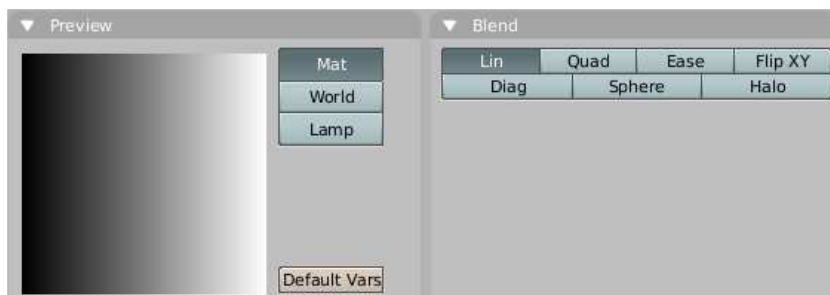 Preview
Mat
World
Lamp
Default Vars
Blend
Lin Quad Ease Flip XY
Diag Sphere Halo